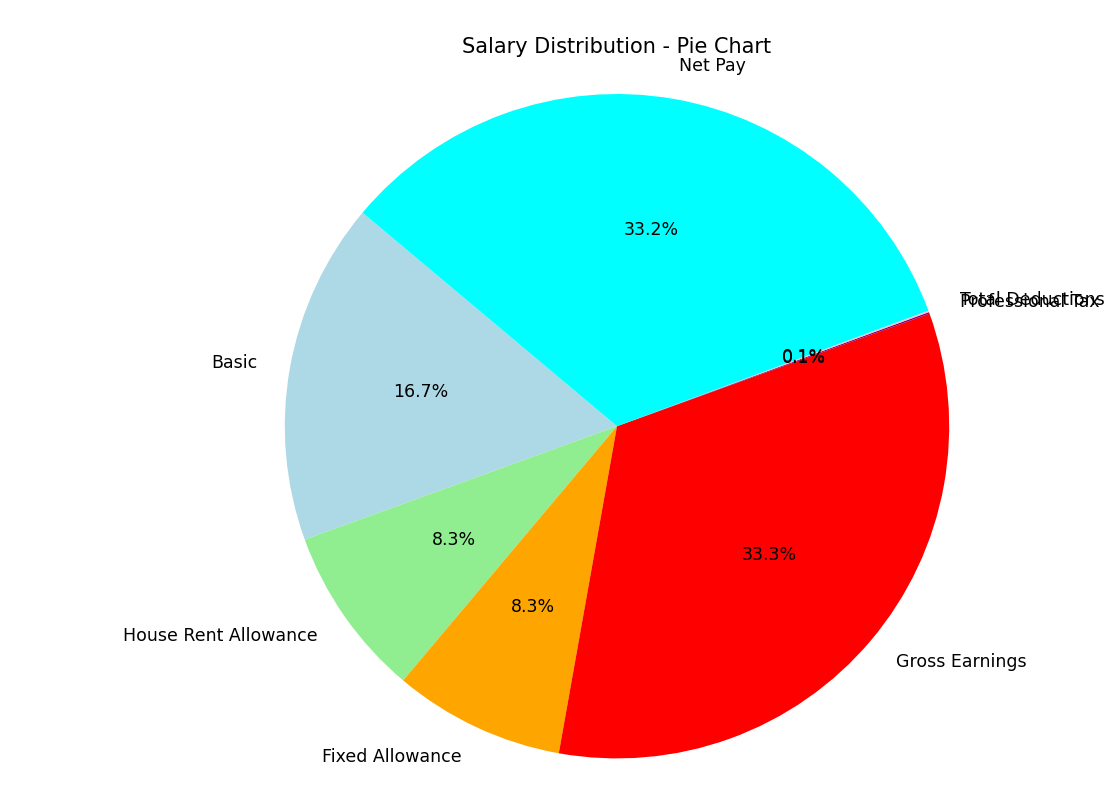 Salary Distribution - Pie Chart
Net Pay
33.2%
Total Deductions
Professional Tax
0.1%
0.1%
Basic
16.7%
8.3%
33.3%
8.3%
House Rent Allowance
Gross Earnings
Fixed Allowance